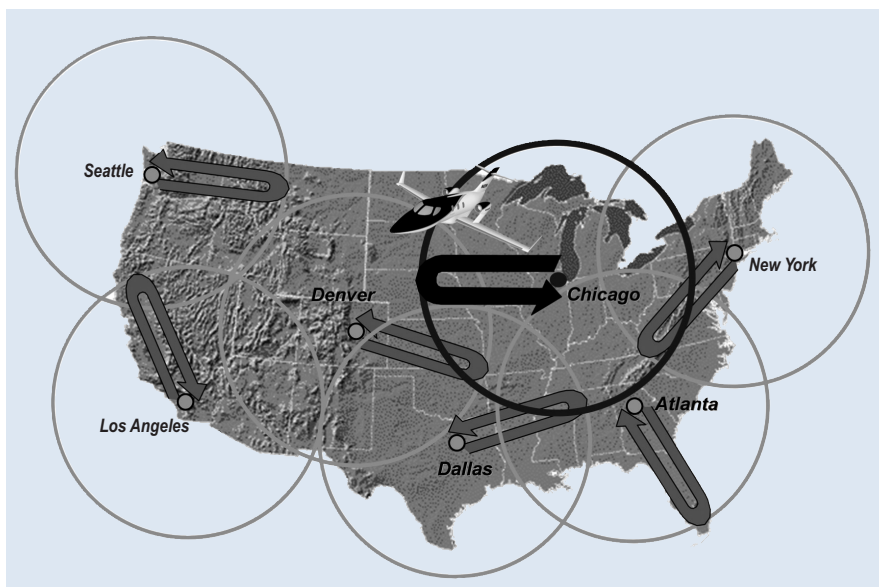 Seattle
New York
Denver
Chicago
Los Angeles
Atlanta
Dallas